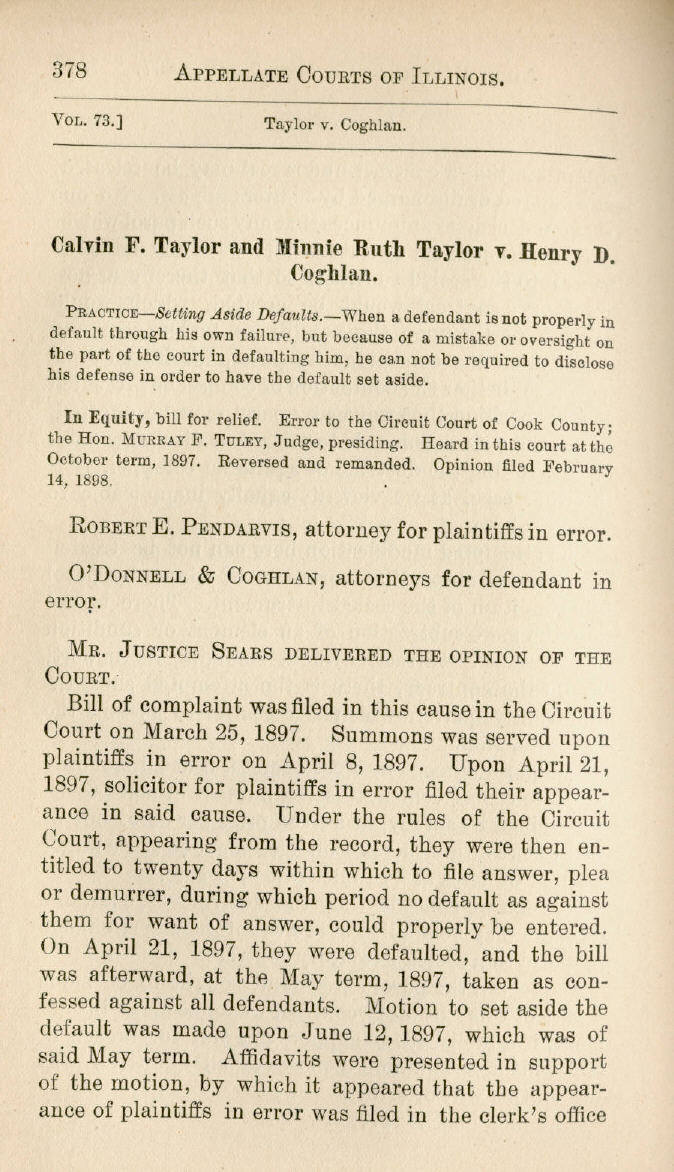 378 APPELLATE COURTS OF ILLINOIS.
VOL. 73.] Taylor v. Coghlan.
Calvin F. Taylor and Minnie Ruth Taylor v. Henry D.
Coghlan.
PRACTICE—Setting Aside Defaults.—When a defendant is not properly in
default through his own failure, but because of a mistake or oversight on
the part of the court in defaulting him, he can not be required to disclose
his defense in order to have the default set aside.
In Equity, bill for relief. Error to the Circuit Court of Cook County;
the Hon. MURRAY F. TULEY, Judge, presiding. Heard in this court at the
October term, 1897. Reversed and remanded. Opinion filed February
14, 1898.
ROBERT E. PENDARVIS, attorney for plaintiffs in error.
O'DONNELL & COGHLAN, attorneys for defendant in
error.
MR. JUSTICE SEARS DELIVERED THE OPINION OF THE
COURT.
Bill of complaint was filed in this cause in the Circuit
Court on March 25, 1897. Summons was served upon
plaintiffs in error on April 8, 1897. Upon April 21,
1897, solicitor for plaintiffs in error filed their appear-
ance in said cause. Under the rules of the Circuit
Court, appearing from the record, they were then en-
titled to twenty days within which to file answer, plea
or demurrer, during which period no default as against
them for want of answer, could properly be entered.
On April 21, 1897, they were defaulted, and the bill
was afterward, at the May term, 1897, taken as con-
fessed against all defendants. Motion to set aside the
default was made upon June 12, 1897, which was of
said May term. Affidavits were presented in support
of the motion, by which it appeared that the appear-
ance of plaintiffs in error was filed in the clerk's office